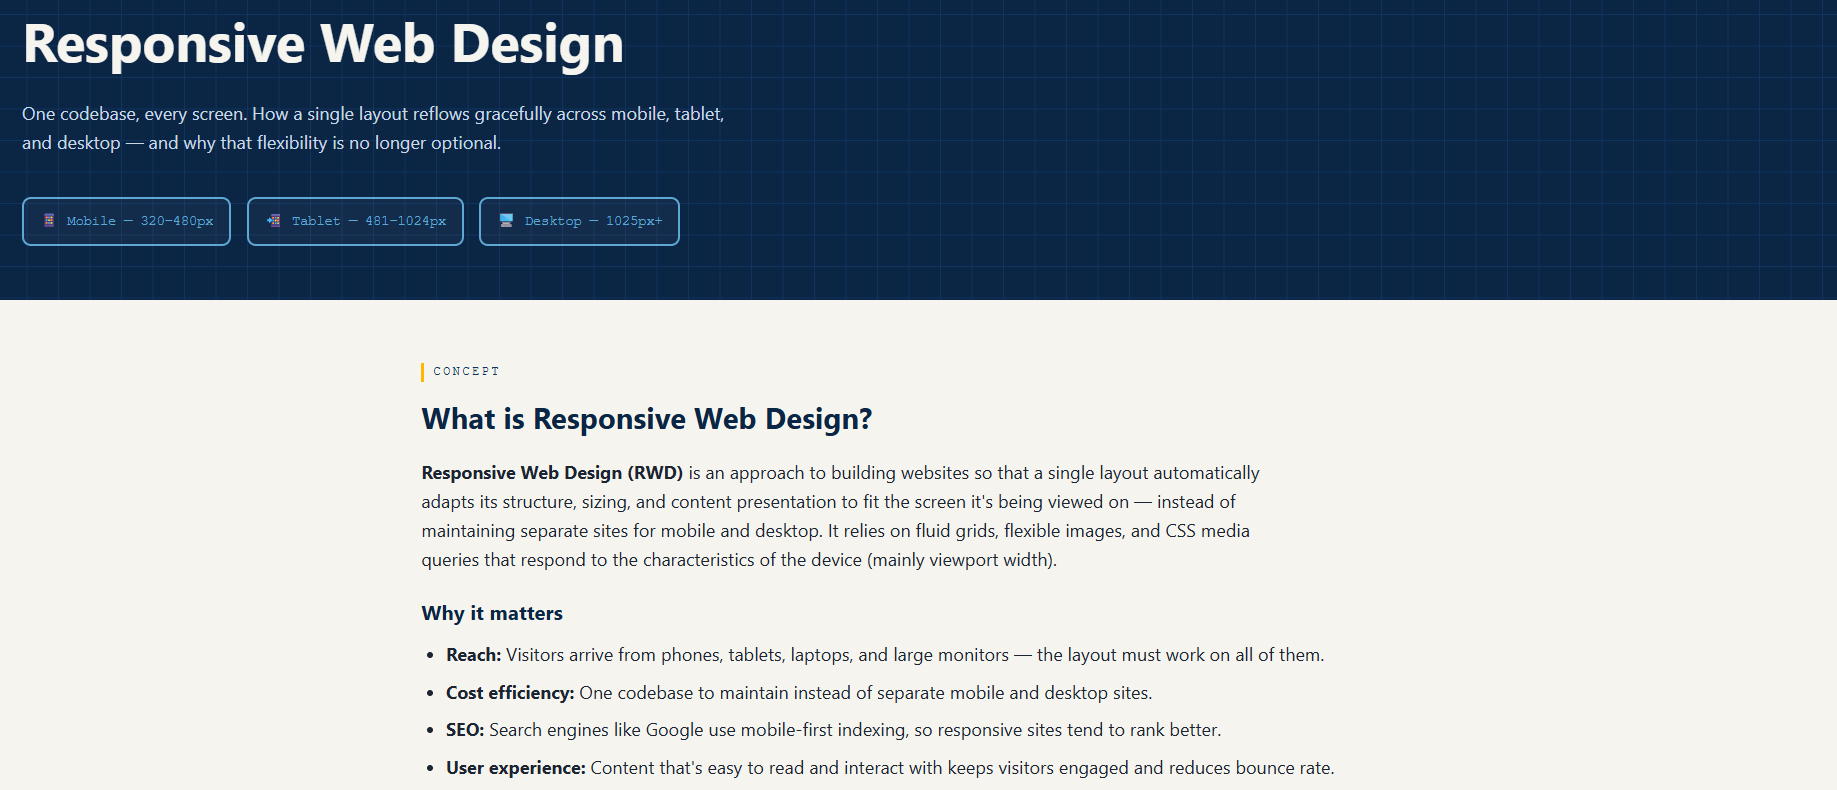 Responsive Web Design
One codebase, every screen. How a single layout reflows gracefully across mobile, tablet,
and desktop — and why that flexibility is no longer optional.
Mobile — 320–480px
Tablet — 481–1024px
Desktop — 1025px+
CONCEPT
What is Responsive Web Design?
Responsive Web Design (RWD) is an approach to building websites so that a single layout automatically
adapts its structure, sizing, and content presentation to fit the screen it's being viewed on — instead of
maintaining separate sites for mobile and desktop. It relies on fluid grids, flexible images, and CSS media
queries that respond to the characteristics of the device (mainly viewport width).
Why it matters
• Reach: Visitors arrive from phones, tablets, laptops, and large monitors — the layout must work on all of them.
• Cost efficiency: One codebase to maintain instead of separate mobile and desktop sites.
• SEO: Search engines like Google use mobile-first indexing, so responsive sites tend to rank better.
• User experience: Content that's easy to read and interact with keeps visitors engaged and reduces bounce rate.